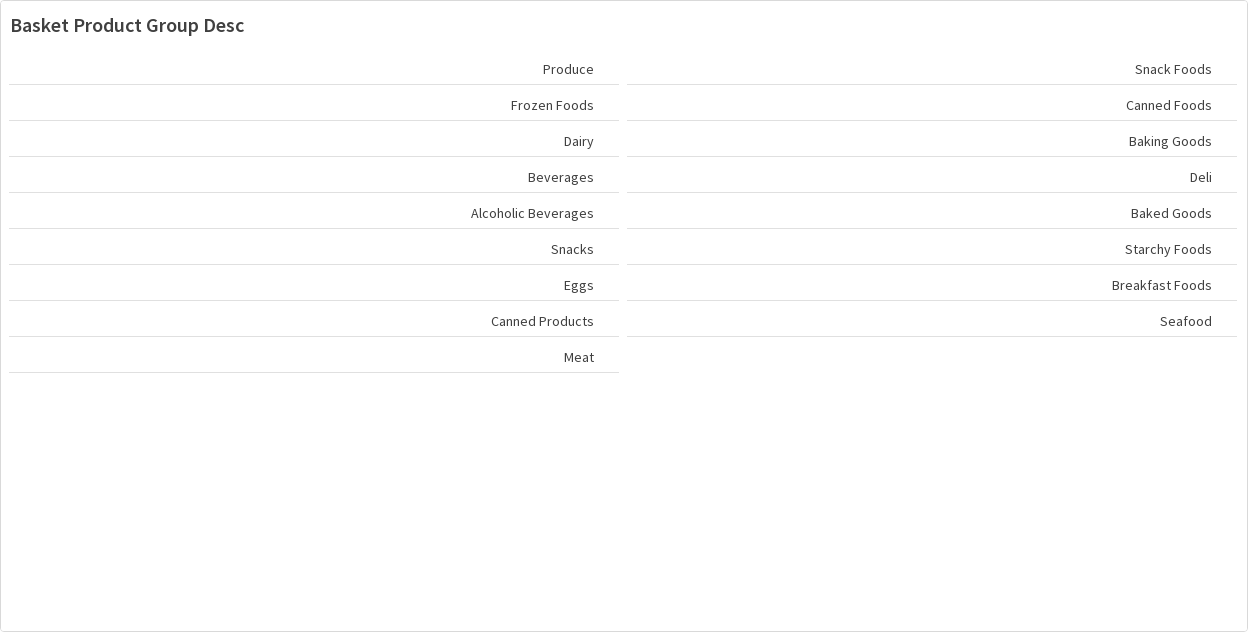 Basket Product Group Desc
Produce
Frozen Foods
Dairy
Beverages
Alcoholic Beverages
Snacks
Eggs
Canned Products
Meat
Snack Foods
Canned Foods
Baking Goods
Deli
Baked Goods
Starchy Foods
Breakfast Foods
Seafood